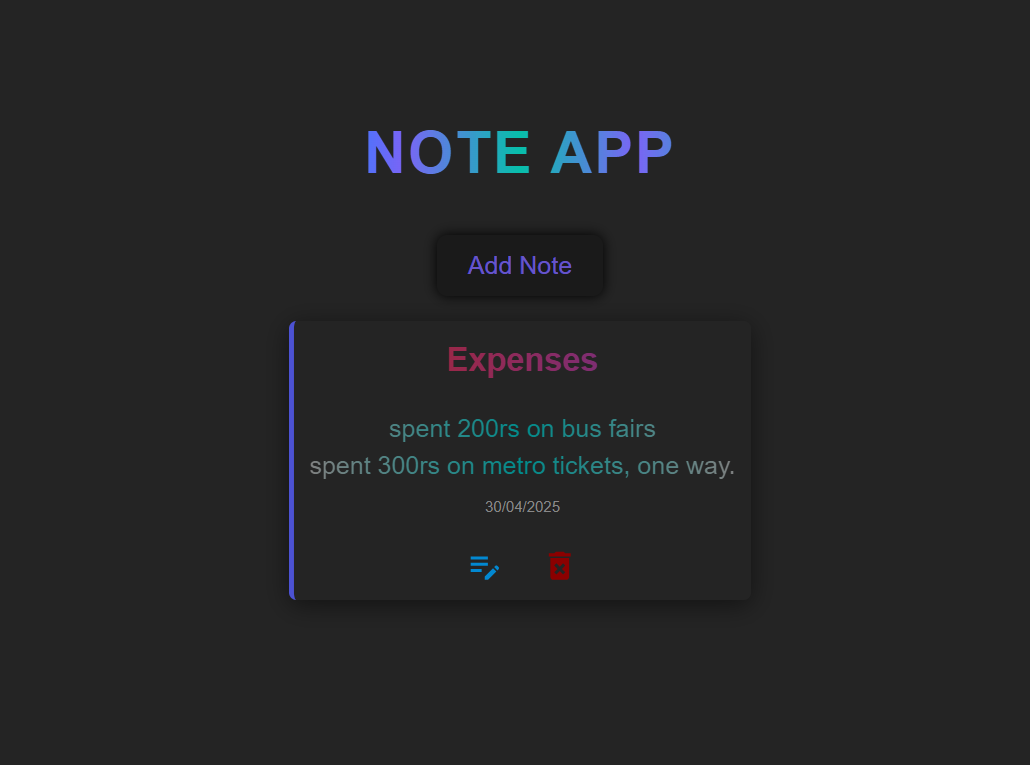 NOTE APP
Add Note
Expenses
spent 200rs on bus fairs
spent 300rs on metro tickets, one way.
30/04/2025